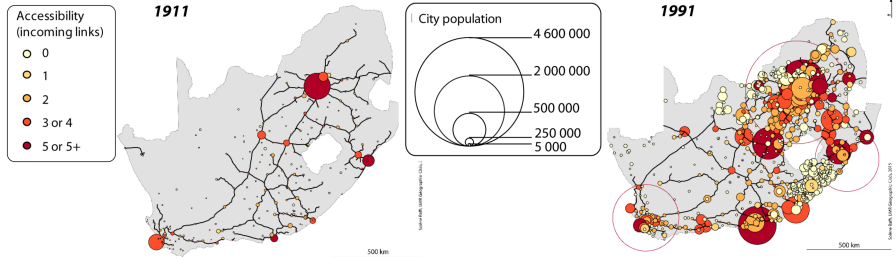 Accessibility
(incoming links)
0
1
2
3 or 4
5 or 5+
1911
500 km
City population
4 600 000
2 000 000
500 000
250 000
5 000
1991
500 km